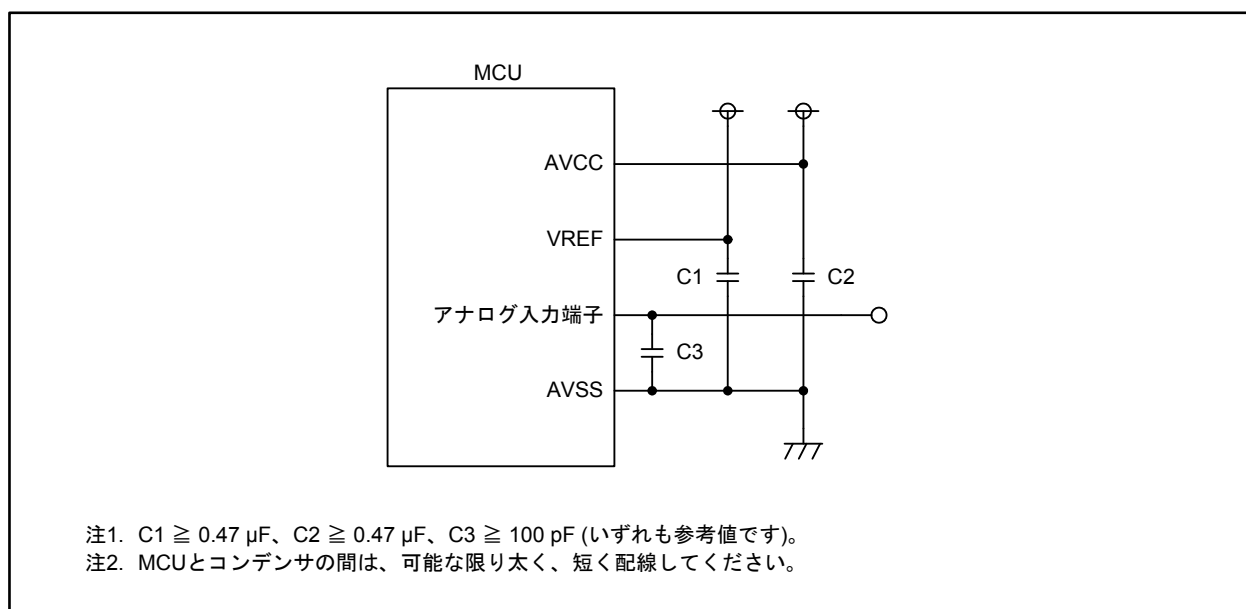 MCU
AVCC
VREF
C1
C2
アナログ入力端子
C3
AVSS
注1. C1 ≧ 0.47 µF、C2 ≧ 0.47 µF、C3 ≧ 100 pF (いずれも参考値です)。
注2. MCUとコンデンサの間は、可能な限り太く、短く配線してください。